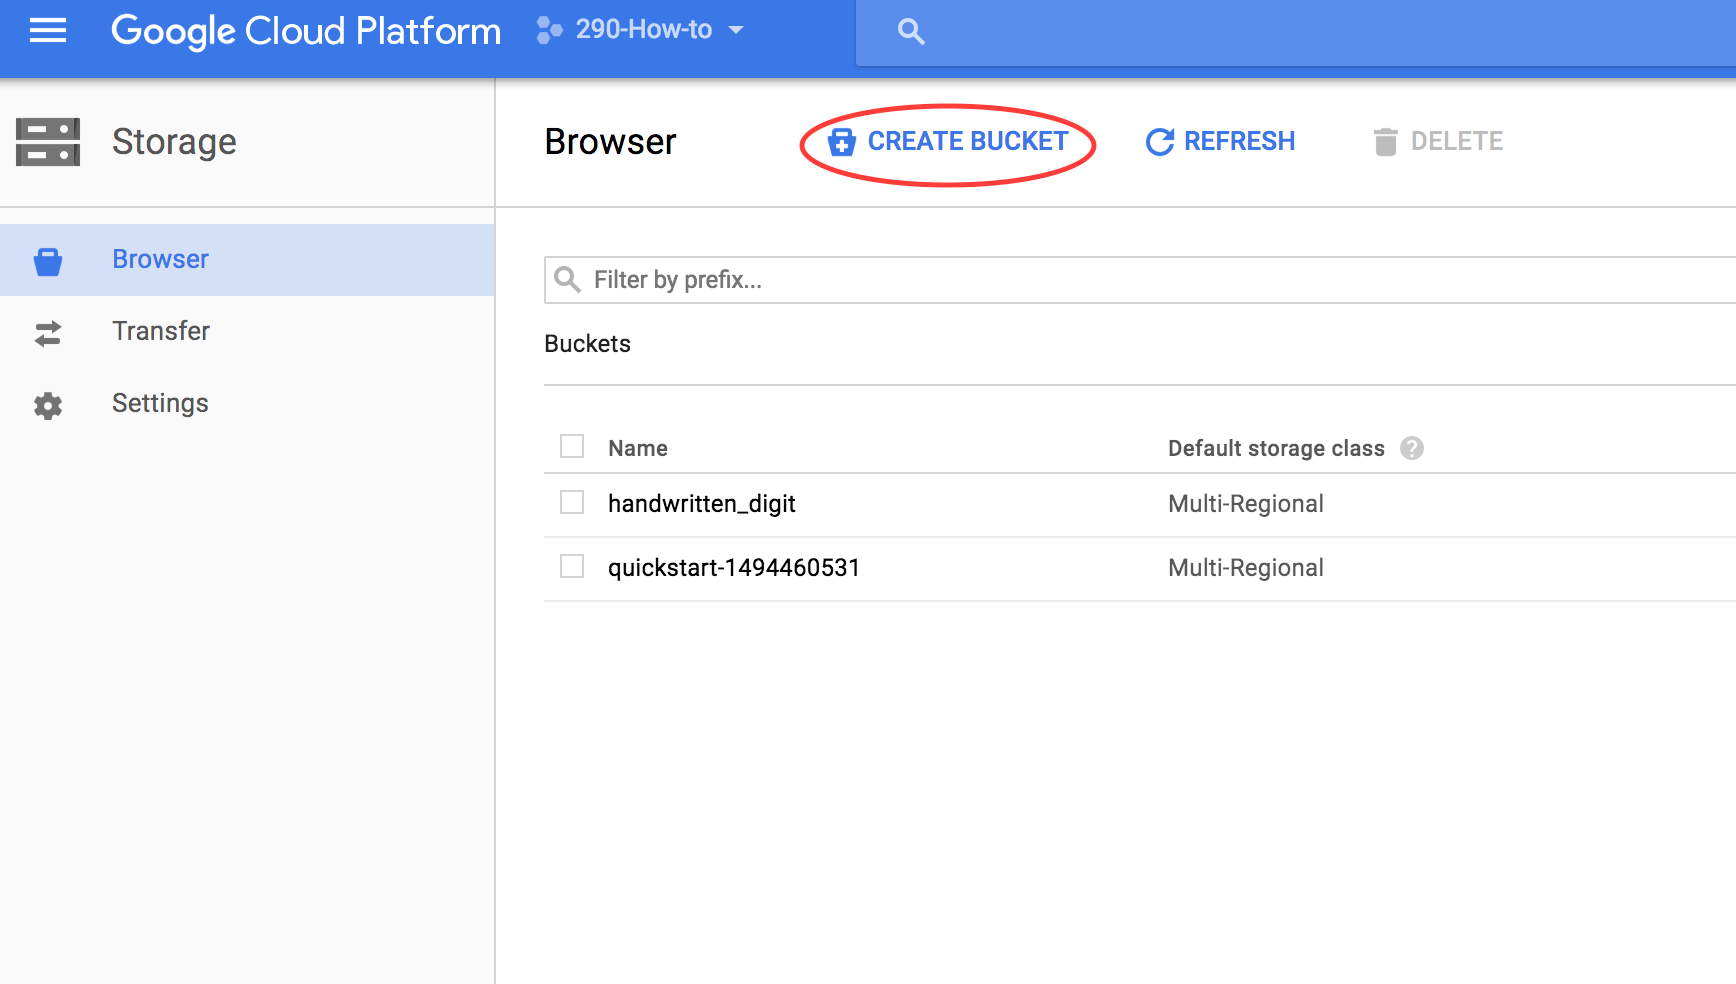 Google Cloud Platform 290-How-to
Storage
Browser CREATE BUCKET REFRESH DELETE
Browser
Transfer
Settings
Filter by prefix...
Buckets
Name Default storage class ?
handwritten_digit Multi-Regional
quickstart-1494460531 Multi-Regional